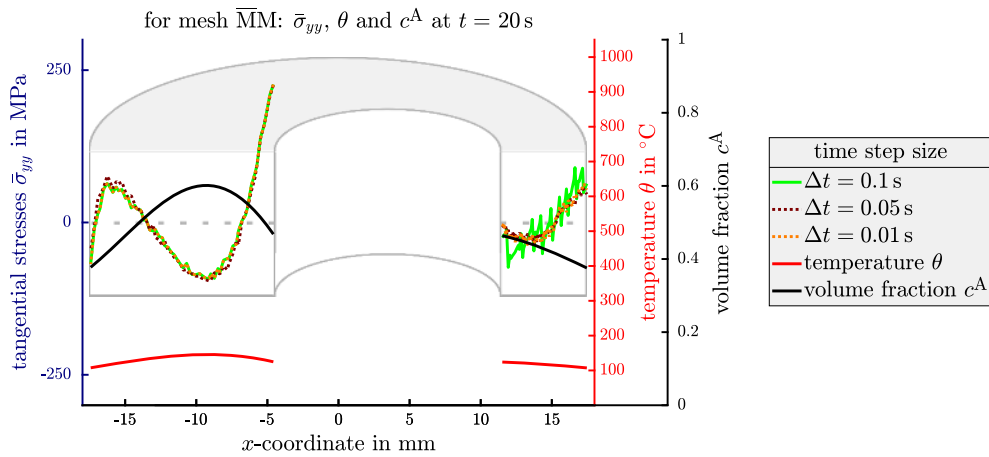 for mesh M̅M: σ̄yy, θ and cᴬ at t = 20 s
tangential stresses σ̄yy in MPa
250
0
-250
-15
-10
-5
0
5
10
15
x-coordinate in mm
1000
900
800
700
600
500
400
300
200
100
temperature θ in °C
1
0.8
0.6
0.4
0.2
0
volume fraction cᴬ
time step size
Δt = 0.1 s
Δt = 0.05 s
Δt = 0.01 s
temperature θ
volume fraction cᴬ